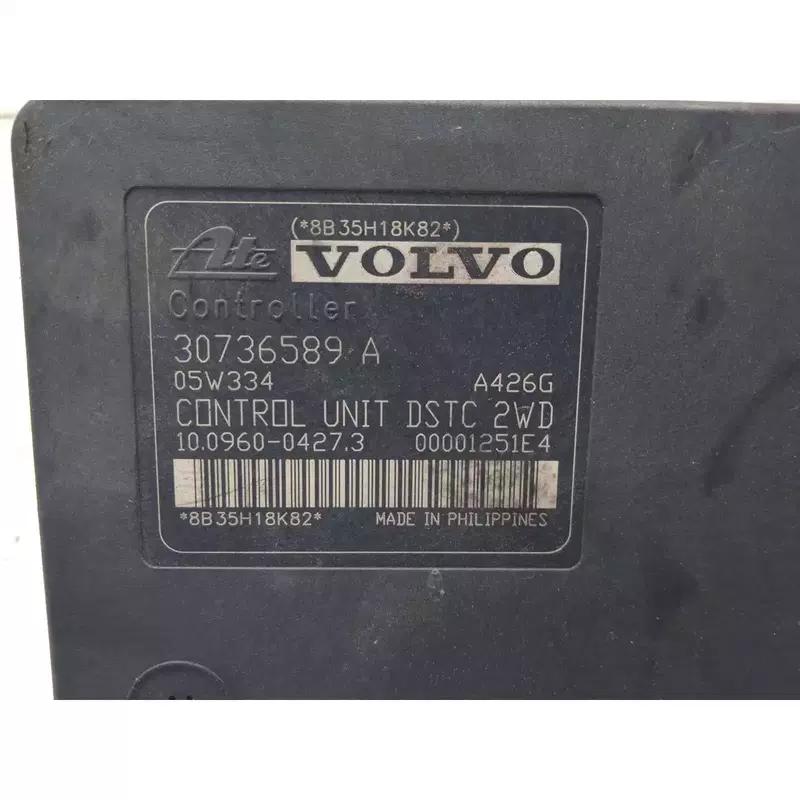 (*8B35H18K82*)
Ate VOLVO
Controller
30736589 A
05W334 A426G
CONTROL UNIT DSTC 2WD
10.0960-0427.3 00001251E4
*8B35H18K82* MADE IN PHILIPPINES